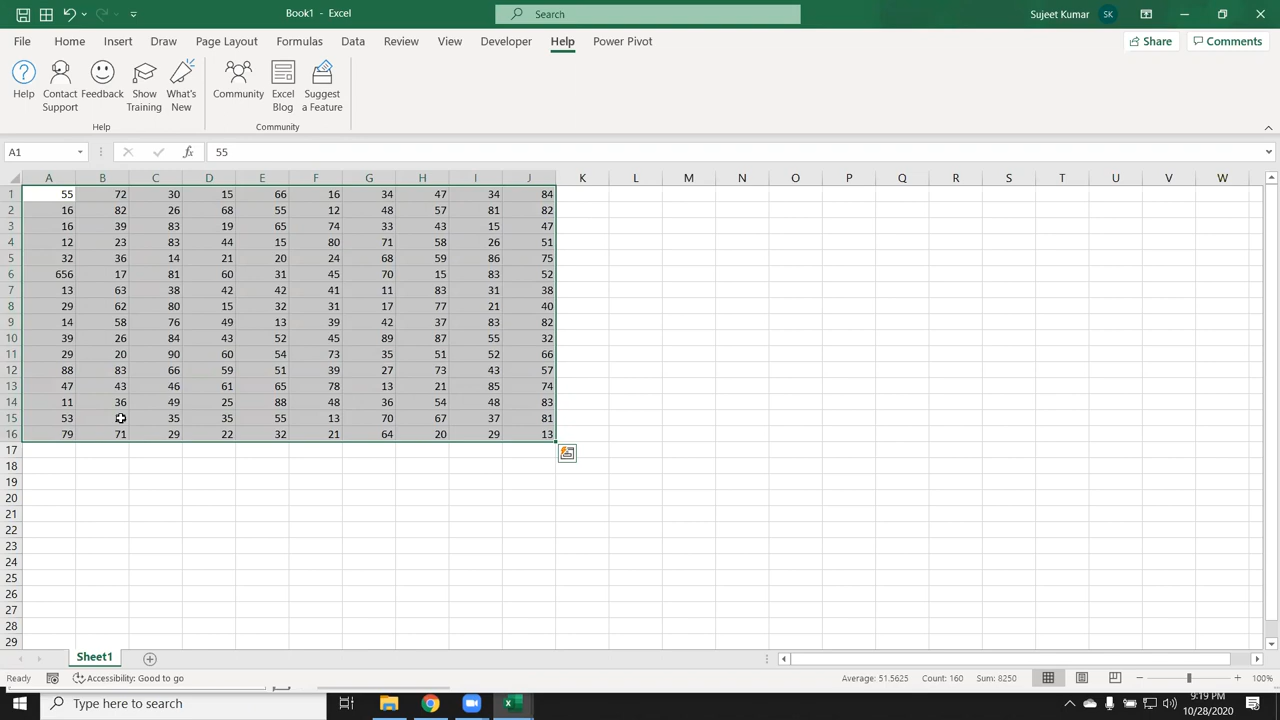 Book1 - Excel
Search
Sujeet Kumar
SK
File Home Insert Draw Page Layout Formulas Data Review View Developer Help Power Pivot
Share Comments
Help Contact Support Feedback Show Training What's New Community Excel Blog Suggest a Feature
Help Community
A1 fx 55
A B C D E F G H I J K L M N O P Q R S T U V W
1 55 72 30 15 66 16 34 47 34 84
2 16 82 26 68 55 12 48 57 81 82
3 16 39 83 19 65 74 33 43 15 47
4 12 23 83 44 15 80 71 58 26 51
5 32 36 14 21 20 24 68 59 86 75
6 656 17 81 60 31 45 70 15 83 52
7 13 63 38 42 42 41 11 83 31 38
8 29 62 80 15 32 31 17 77 21 40
9 14 58 76 49 13 39 42 37 83 82
10 39 26 84 43 52 45 89 87 55 32
11 29 20 90 60 54 73 35 51 52 66
12 88 83 66 59 51 39 27 73 43 57
13 47 43 46 61 65 78 13 21 85 74
14 11 36 49 25 88 48 36 54 48 83
15 53 35 35 55 13 70 67 37 81
16 79 71 29 22 32 21 64 20 29 13
17
18
19
20
21
22
23
24
25
26
27
28
29
Sheet1
Ready Accessibility: Good to go Average: 51.5625 Count: 160 Sum: 8250 100%
Type here to search
9:19 PM
10/28/2020